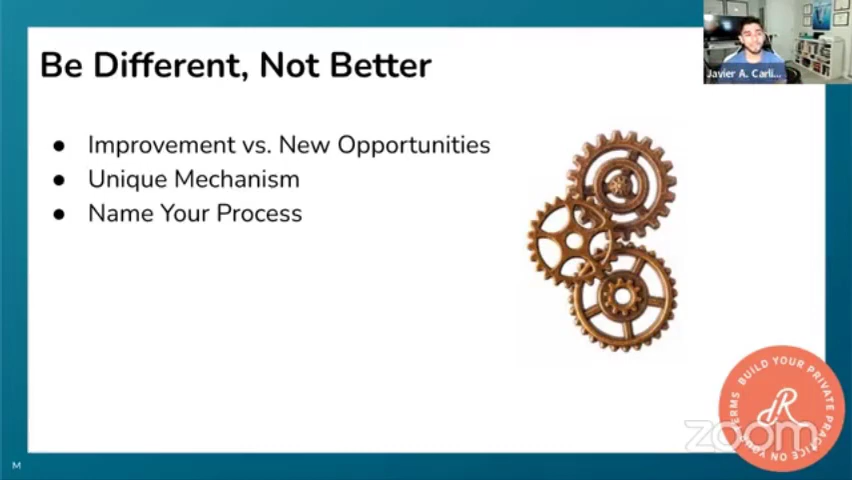 Be Different, Not Better
Javier A. Carli...
● Improvement vs. New Opportunities
● Unique Mechanism
● Name Your Process
BUILD YOUR PRIVATE PRACTICE ON YOUR TERMS
zoom
M